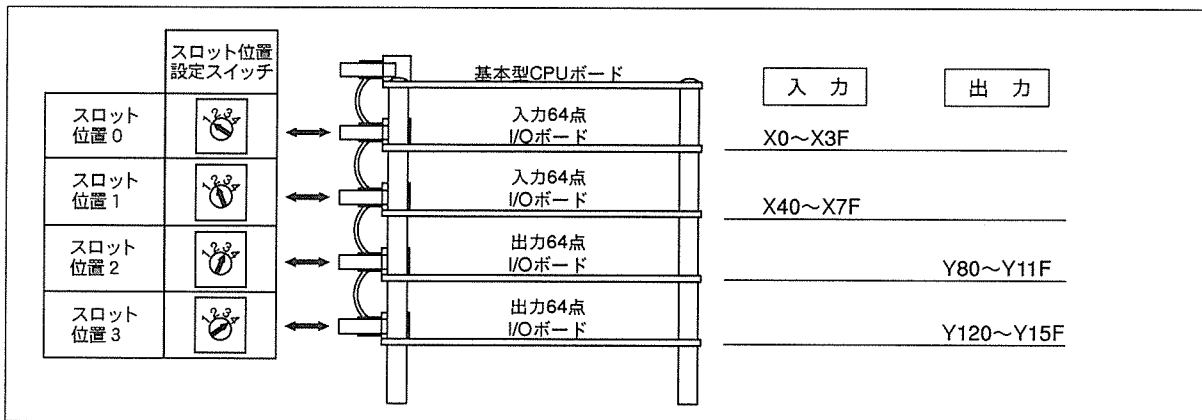 スロット位置
設定スイッチ
基本型CPUボード
入 力
出 力
スロット
位置0
1234
入力64点
I/Oボード
X0～X3F
スロット
位置1
1234
入力64点
I/Oボード
X40～X7F
スロット
位置2
1234
出力64点
I/Oボード
Y80～Y11F
スロット
位置3
1234
出力64点
I/Oボード
Y120～Y15F